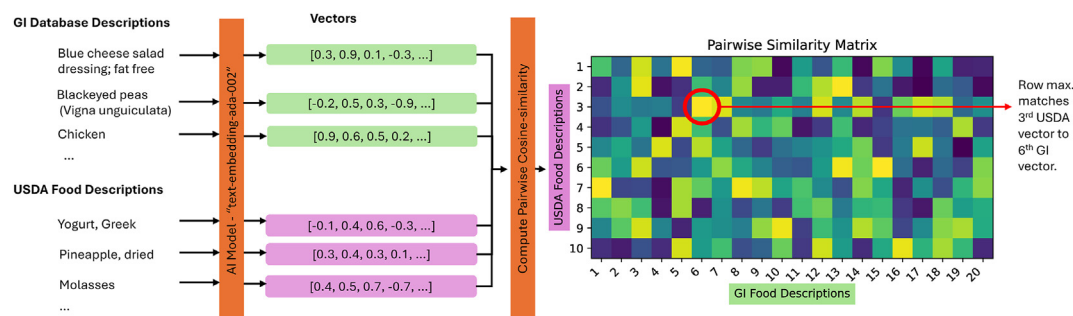 GI Database Descriptions
Blue cheese salad
dressing; fat free
Blackeyed peas
(Vigna unguiculata)
Chicken
...
USDA Food Descriptions
Yogurt, Greek
Pineapple, dried
Molasses
...
AI Model - “text-embedding-ada-002”
Vectors
[0.3, 0.9, 0.1, -0.3, ...]
[-0.2, 0.5, 0.3, -0.9, ...]
[0.9, 0.6, 0.5, 0.2, ...]
[-0.1, 0.4, 0.6, -0.3, ...]
[0.3, 0.4, 0.3, 0.1, ...]
[0.4, 0.5, 0.7, -0.7, ...]
Compute Pairwise Cosine-similarity
Pairwise Similarity Matrix
USDA Food Descriptions
1
2
3
4
5
6
7
8
9
10
1 2 3 4 5 6 7 8 9 10 11 12 13 14 15 16 17 18 19 20
GI Food Descriptions
Row max.
matches
3rd USDA
vector to
6th GI
vector.